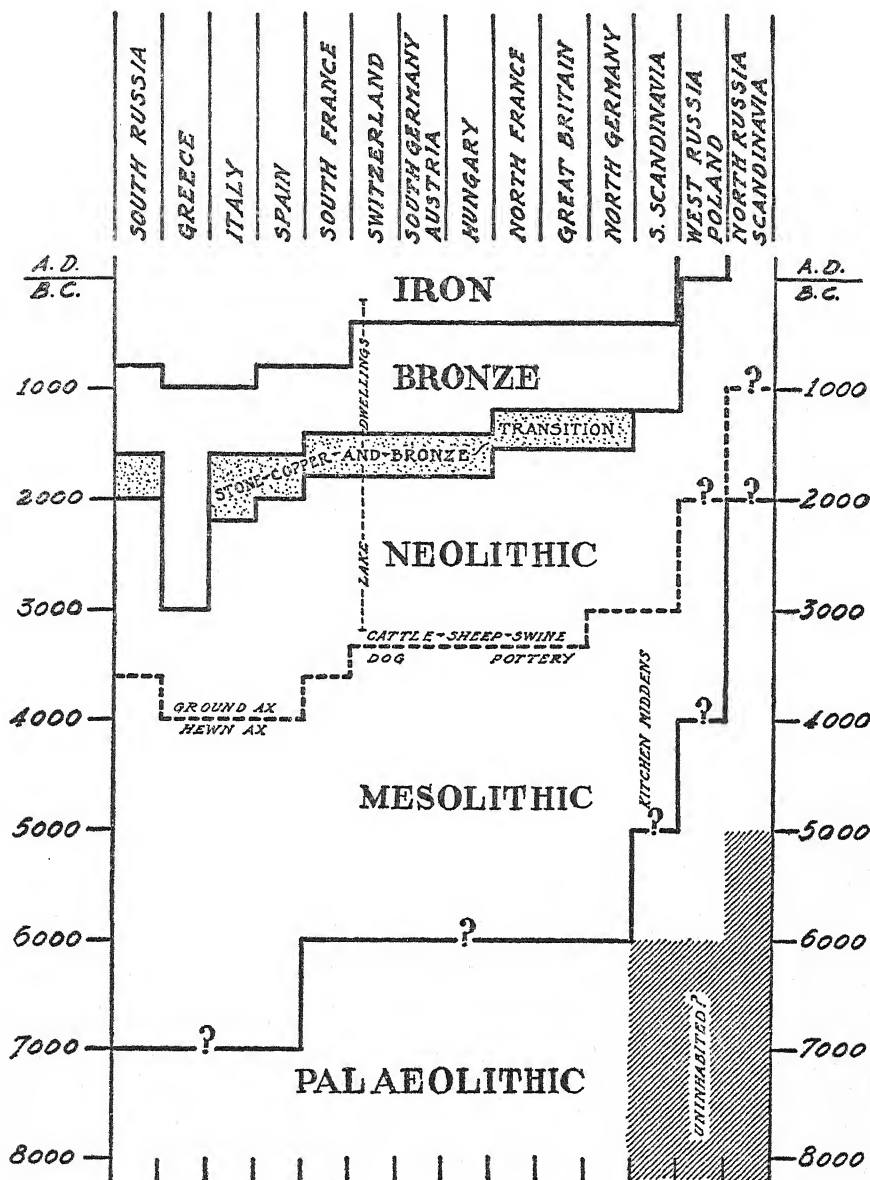 SOUTH RUSSIA
GREECE
ITALY
SPAIN
SOUTH FRANCE
SWITZERLAND
SOUTH GERMANY
AUSTRIA
HUNGARY
NORTH FRANCE
GREAT BRITAIN
NORTH GERMANY
S. SCANDINAVIA
WEST RUSSIA
POLAND
NORTH RUSSIA
SCANDINAVIA
A.D.
B.C.
A.D.
B.C.
IRON
BRONZE
1000
?
1000
TRANSITION
STONE-COPPER-AND-BRONZE
2000
?
?
2000
LAKE DWELLINGS
NEOLITHIC
3000
3000
CATTLE-SHEEP-SWINE
DOG POTTERY
GROUND AX
HEWN AX
4000
?
4000
KITCHEN MIDDENS
MESOLITHIC
5000
?
5000
6000
?
6000
7000
?
7000
PALAEOLITHIC
UNINHABITED?
8000
8000